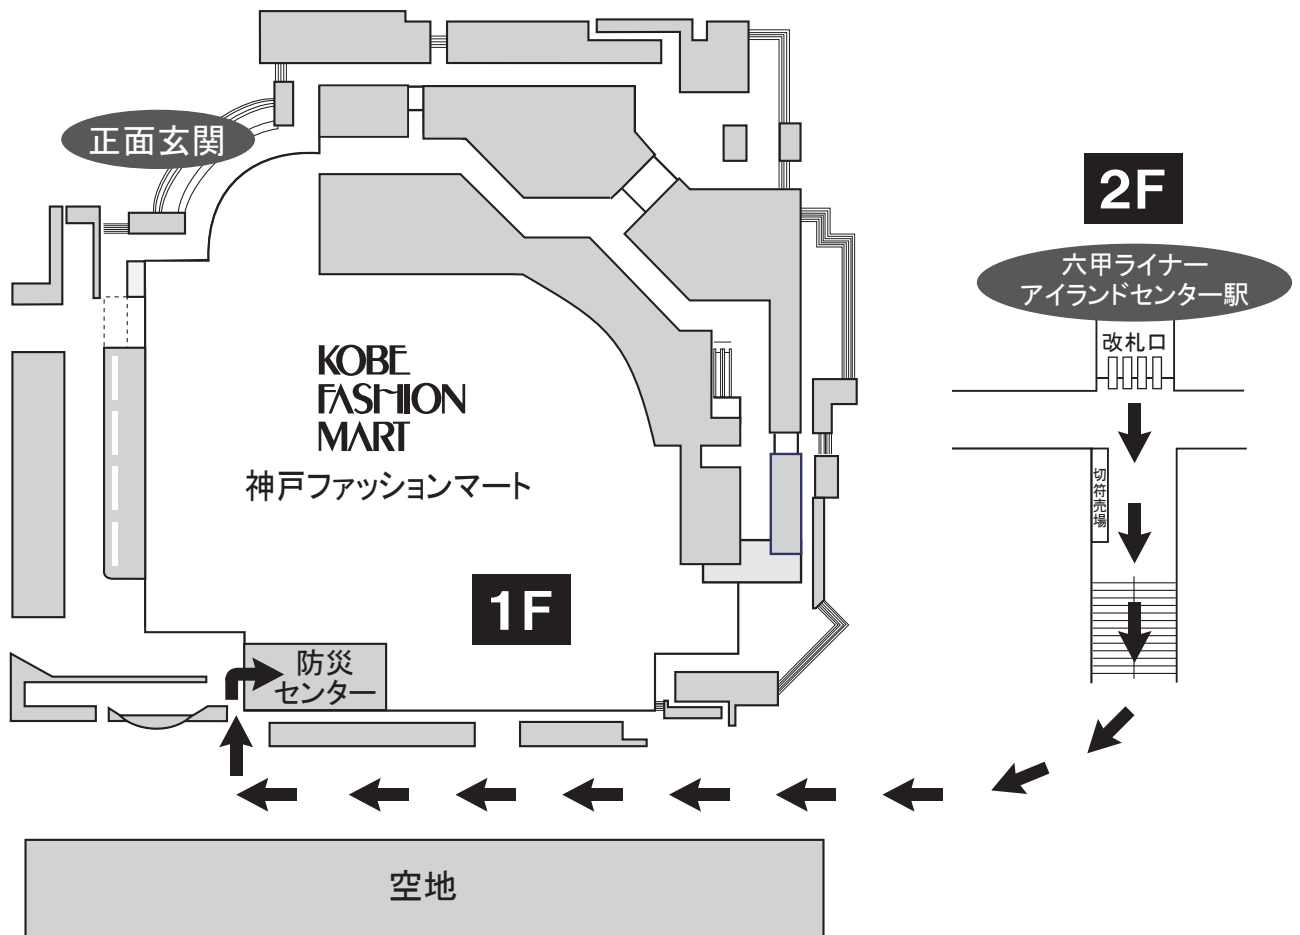 正面玄関
2F
六甲ライナー
アイランドセンター駅
改札口
切符売場
KOBE
FASHION
MART
神戸ファッションマート
1F
防災
センター
空地